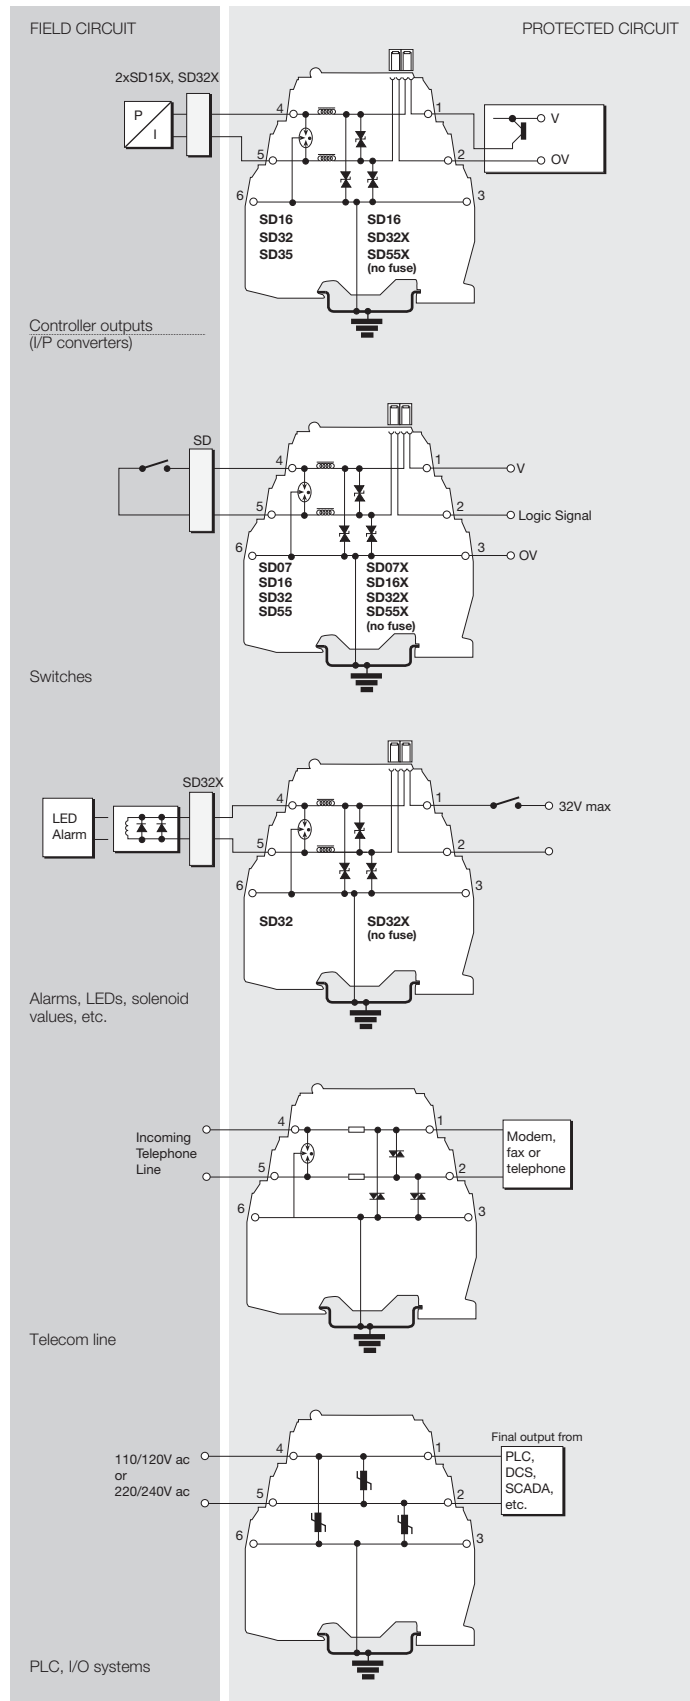 FIELD CIRCUIT
PROTECTED CIRCUIT
2xSD15X, SD32X
P
I
4
5
6
1
2
3
V
OV
SD16
SD32
SD35
SD16
SD32X
SD55X
(no fuse)
Controller outputs
(I/P converters)
SD
4
5
6
1
2
3
V
Logic Signal
OV
SD07
SD16
SD32
SD55
SD07X
SD16X
SD32X
SD55X
(no fuse)
Switches
SD32X
LED
Alarm
4
5
6
1
2
3
32V max
SD32
SD32X
(no fuse)
Alarms, LEDs, solenoid
values, etc.
Incoming
Telephone
Line
4
5
6
1
2
3
Modem,
fax or
telephone
Telecom line
110/120V ac
or
220/240V ac
4
5
6
1
2
3
Final output from
PLC,
DCS,
SCADA,
etc.
PLC, I/O systems